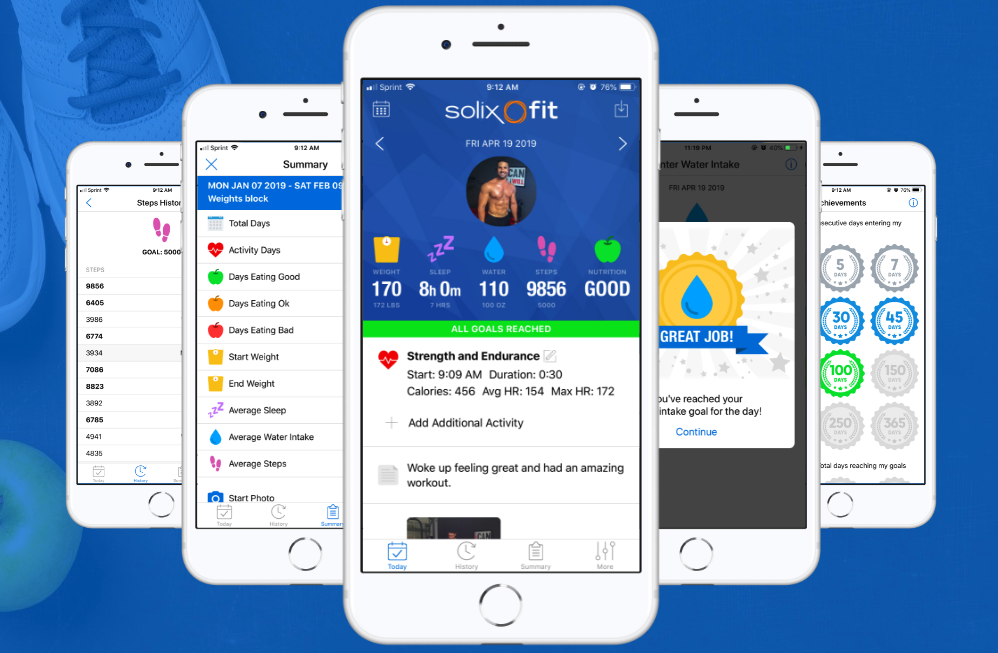 Sprint 9:12 AM
Steps Histor
GOAL: 5000
STEPS
9856
6405
3986
6774
3934
7086
8823
3892
6785
4941
4835
Today History
Sprint 9:12 AM
Summary
MON JAN 07 2019 - SAT FEB 09
Weights block
Total Days
Activity Days
Days Eating Good
Days Eating Ok
Days Eating Bad
Start Weight
End Weight
Average Sleep
Average Water Intake
Average Steps
Start Photo
Today History Summar
Sprint 9:12 AM 76%
solix fit
FRI APR 19 2019
CAN
WEIGHT SLEEP WATER STEPS NUTRITION
170 8h 0m 110 9856 GOOD
172 LBS 7 HRS 100 OZ 5000
ALL GOALS REACHED
Strength and Endurance
Start: 9:09 AM Duration: 0:30
Calories: 456 Avg HR: 154 Max HR: 172
Add Additional Activity
Woke up feeling great and had an amazing
workout.
Today History Summary More
11:19 PM 40%
nter Water Intake
FRI APR 19 2019
GREAT JOB!
u've reached your
intake goal for the day!
Continue
9:12 AM 76%
chievements
secutive days entering my
5 DAYS 7 DAYS
30 DAYS 45 DAYS
100 DAYS 150 DAYS
250 DAYS 365 DAYS
otal days reaching my goals